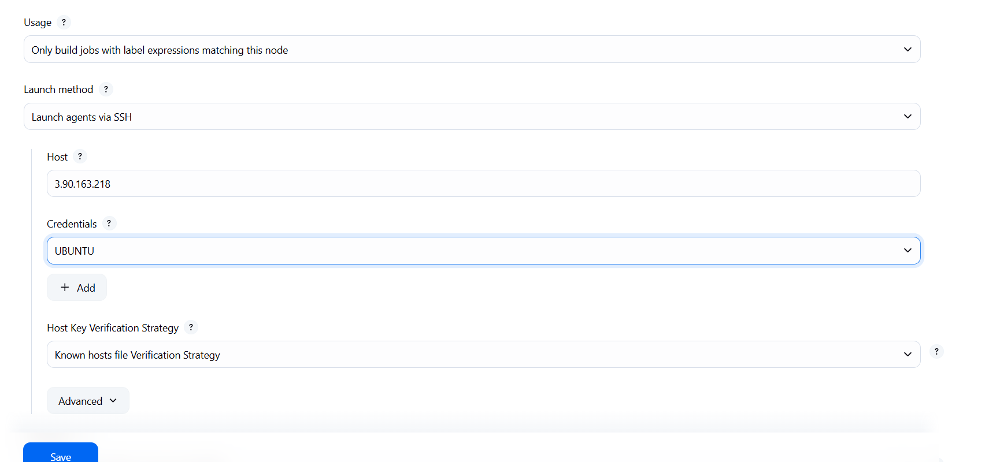 Usage ?
Only build jobs with label expressions matching this node
Launch method ?
Launch agents via SSH
Host ?
3.90.163.218
Credentials ?
UBUNTU
+ Add
Host Key Verification Strategy ?
Known hosts file Verification Strategy ?
Advanced
Save